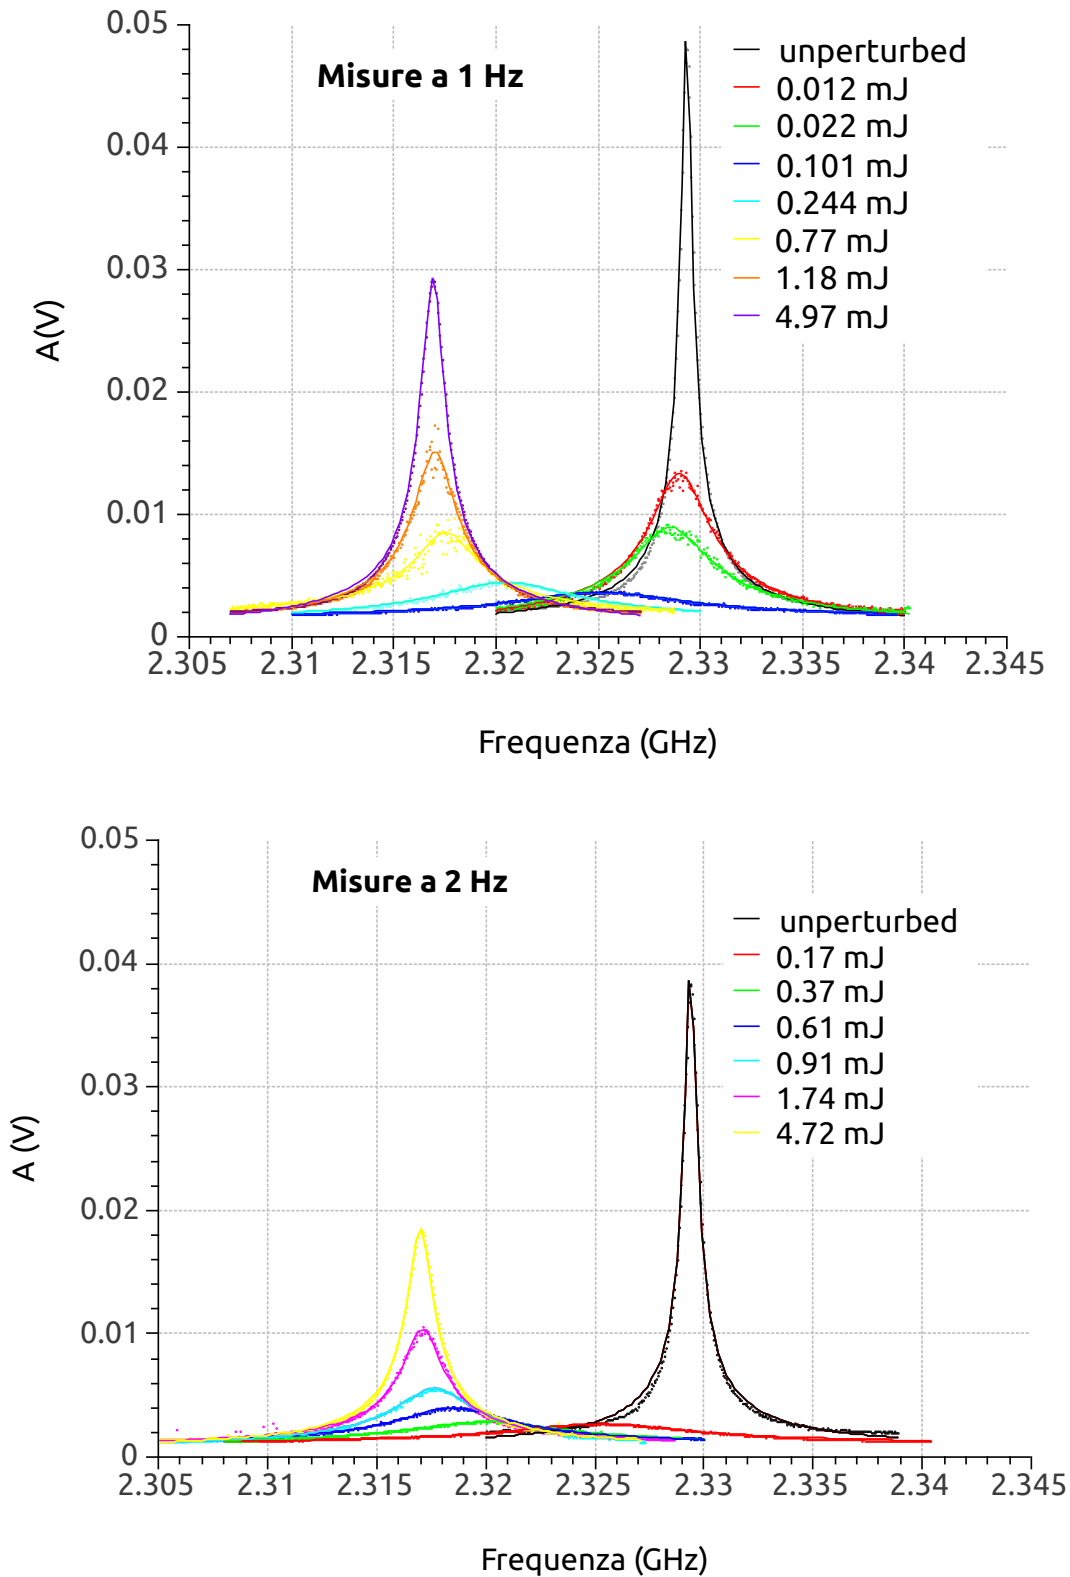 Misure a 1 Hz
unperturbed
0.012 mJ
0.022 mJ
0.101 mJ
0.244 mJ
0.77 mJ
1.18 mJ
4.97 mJ
A(V)
0.05
0.04
0.03
0.02
0.01
0
2.305 2.31 2.315 2.32 2.325 2.33 2.335 2.34 2.345
Frequenza (GHz)
Misure a 2 Hz
unperturbed
0.17 mJ
0.37 mJ
0.61 mJ
0.91 mJ
1.74 mJ
4.72 mJ
A (V)
0.05
0.04
0.03
0.02
0.01
0
2.305 2.31 2.315 2.32 2.325 2.33 2.335 2.34 2.345
Frequenza (GHz)